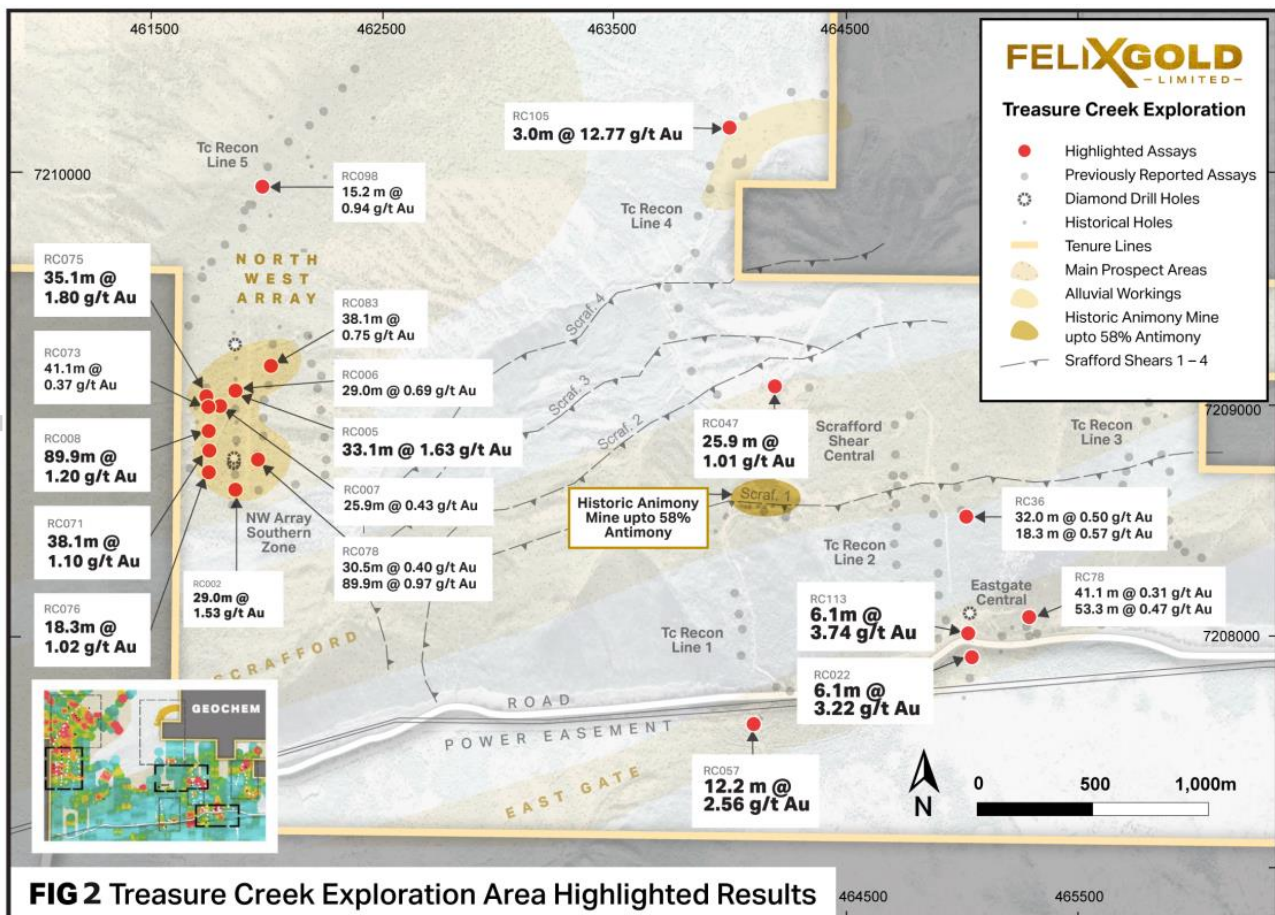 461500
462500
463500
464500
FELIXGOLD
LIMITED
Treasure Creek Exploration
Highlighted Assays
Previously Reported Assays
Diamond Drill Holes
Historical Holes
Tenure Lines
Main Prospect Areas
Alluvial Workings
Historic Animony Mine
upto 58% Antimony
Srafford Shears 1 – 4
RC105
3.0m @ 12.77 g/t Au
Tc Recon
Line 5
7210000
RC098
15.2 m @
0.94 g/t Au
Tc Recon
Line 4
NORTH
WEST
ARRAY
RC075
35.1m @
1.80 g/t Au
RC083
38.1m @
0.75 g/t Au
Scraf. 4
RC073
41.1m @
0.37 g/t Au
RC006
29.0m @ 0.69 g/t Au
Scraf. 3
RC005
33.1m @ 1.63 g/t Au
Scraf. 2
7209000
RC047
25.9 m @
1.01 g/t Au
Scrafford
Shear
Central
Tc Recon
Line 3
RC008
89.9m @
1.20 g/t Au
RC007
25.9m @ 0.43 g/t Au
Historic Animony
Mine upto 58%
Antimony
Scraf. 1
RC071
38.1m @
1.10 g/t Au
NW Array
Southern
Zone
RC36
32.0 m @ 0.50 g/t Au
18.3 m @ 0.57 g/t Au
RC078
30.5m @ 0.40 g/t Au
89.9m @ 0.97 g/t Au
Tc Recon
Line 2
RC002
29.0m @
1.53 g/t Au
RC076
18.3m @
1.02 g/t Au
Eastgate
Central
RC78
41.1 m @ 0.31 g/t Au
53.3 m @ 0.47 g/t Au
RC113
6.1m @
3.74 g/t Au
Tc Recon
Line 1
7208000
SCRAFFORD
RC022
6.1m @
3.22 g/t Au
GEOCHEM
ROAD
POWER EASEMENT
RC057
12.2 m @
2.56 g/t Au
EAST GATE
N
0
500
1,000m
FIG 2 Treasure Creek Exploration Area Highlighted Results
464500
465500